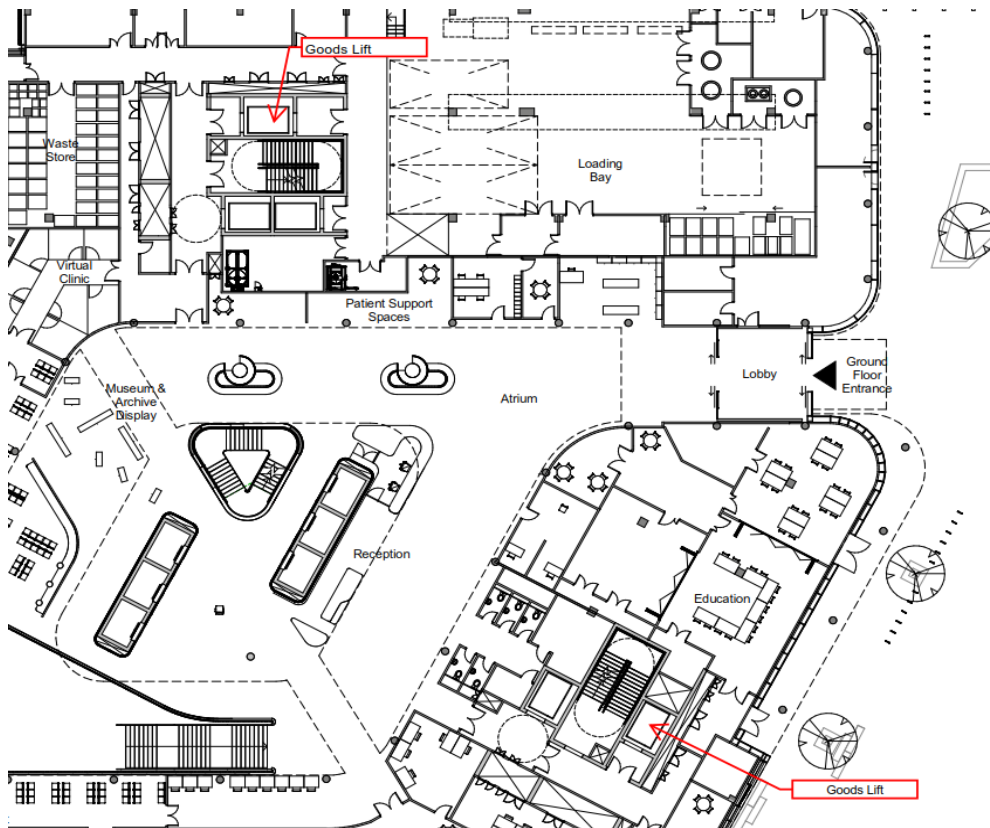 Goods Lift
Waste
Store
Loading
Bay
Virtual
Clinic
Patient Support
Spaces
Museum &
Archive
Display
Atrium
Lobby
Ground
Floor
Entrance
Reception
Education
Goods Lift